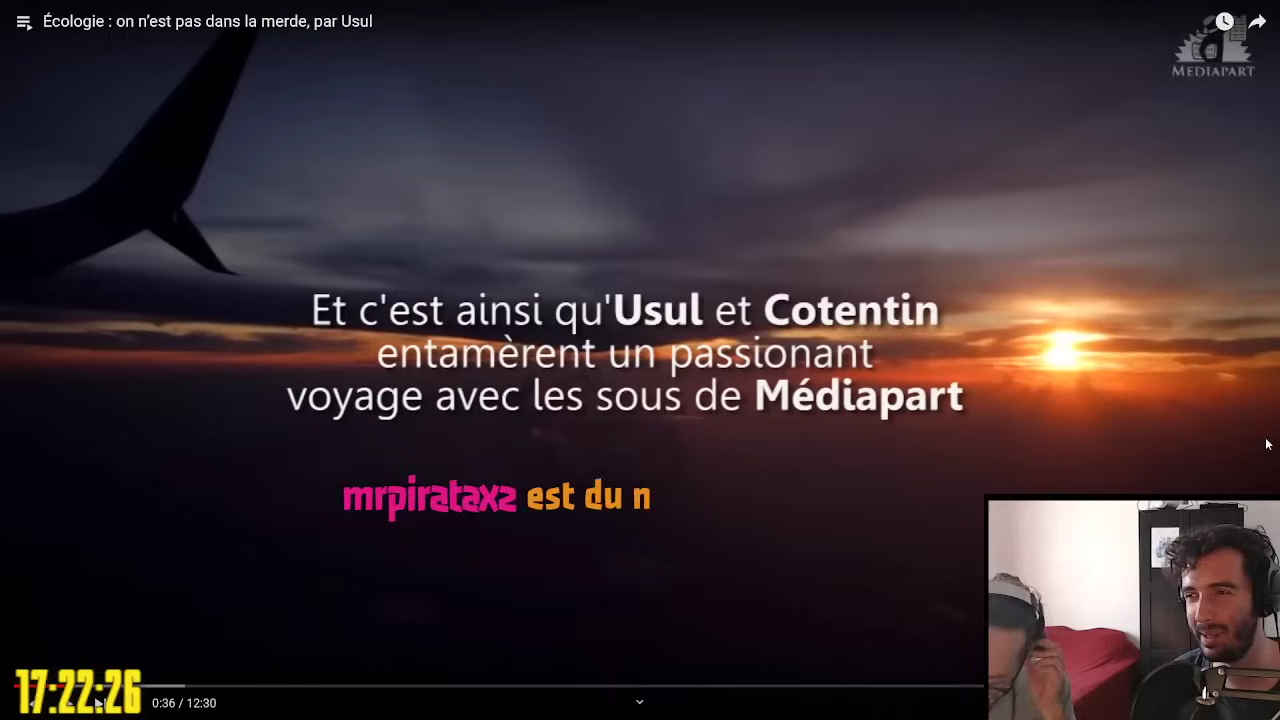 Écologie : on n’est pas dans la merde, par Usul
MEDIAPART
Et c'est ainsi qu'Usul et Cotentin
entamèrent un passionant
voyage avec les sous de Médiapart
mrpirataxz est du n
17:22:26
0:36 / 12:30